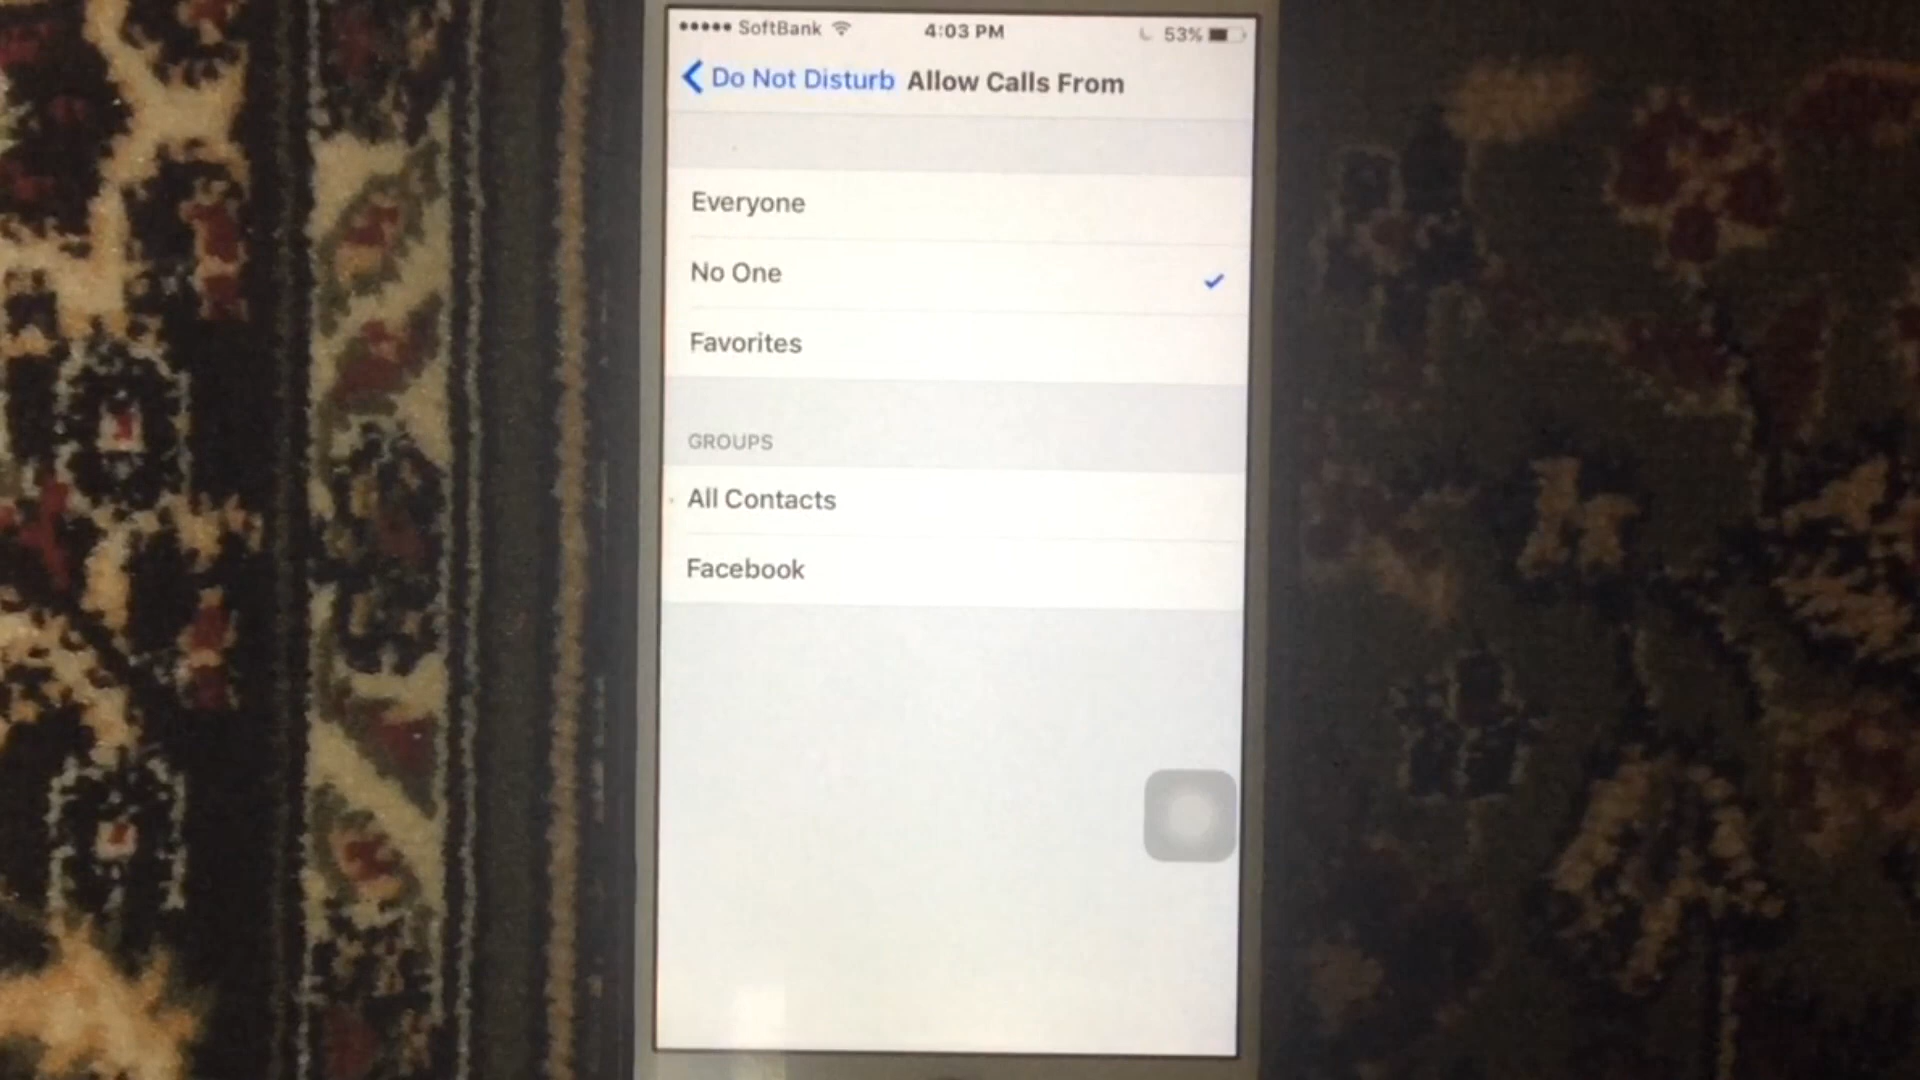 SoftBank 4:03 PM 53%
Do Not Disturb Allow Calls From
Everyone
No One
Favorites
GROUPS
All Contacts
Facebook